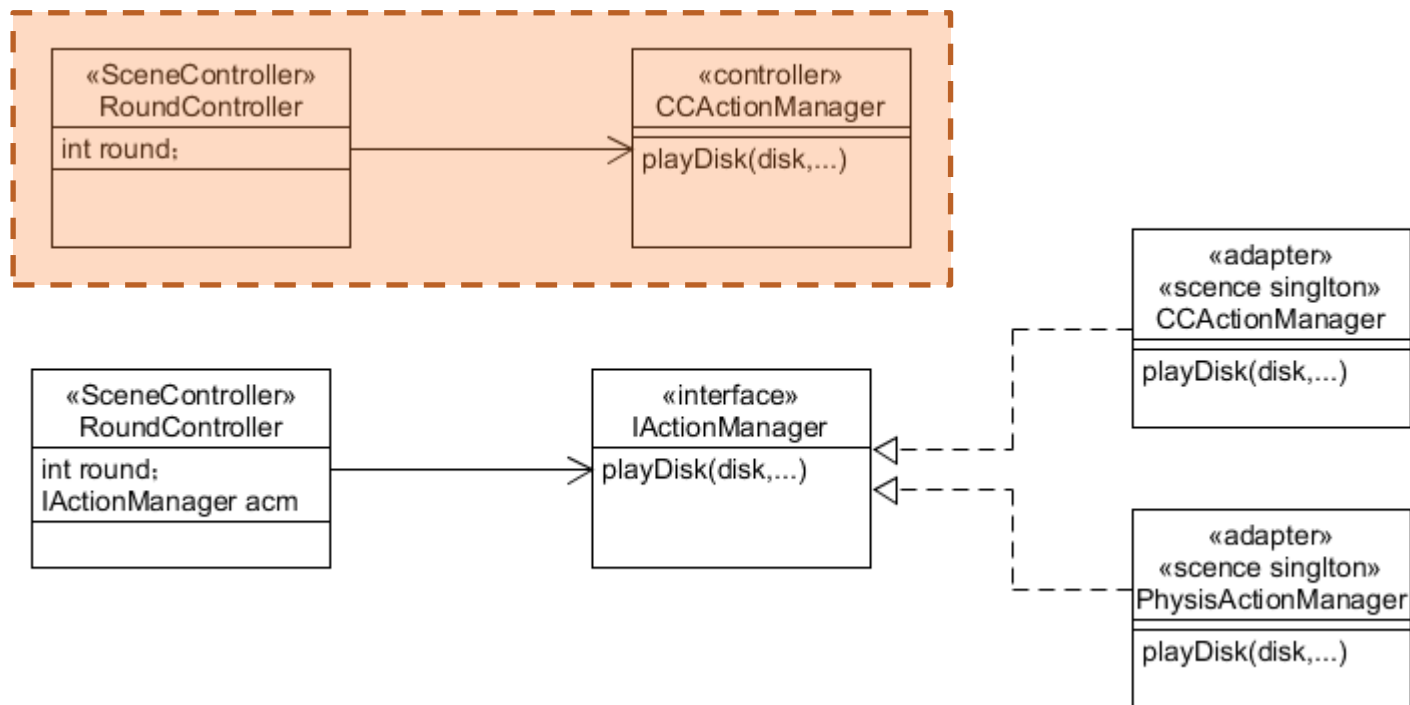 «SceneController»
RoundController
int round;
«controller»
CCActionManager
playDisk(disk,...)
«SceneController»
RoundController
int round;
IActionManager acm
«interface»
IActionManager
playDisk(disk,...)
«adapter»
«scence singlton»
CCActionManager
playDisk(disk,...)
«adapter»
«scence singlton»
PhysisActionManager
playDisk(disk,...)